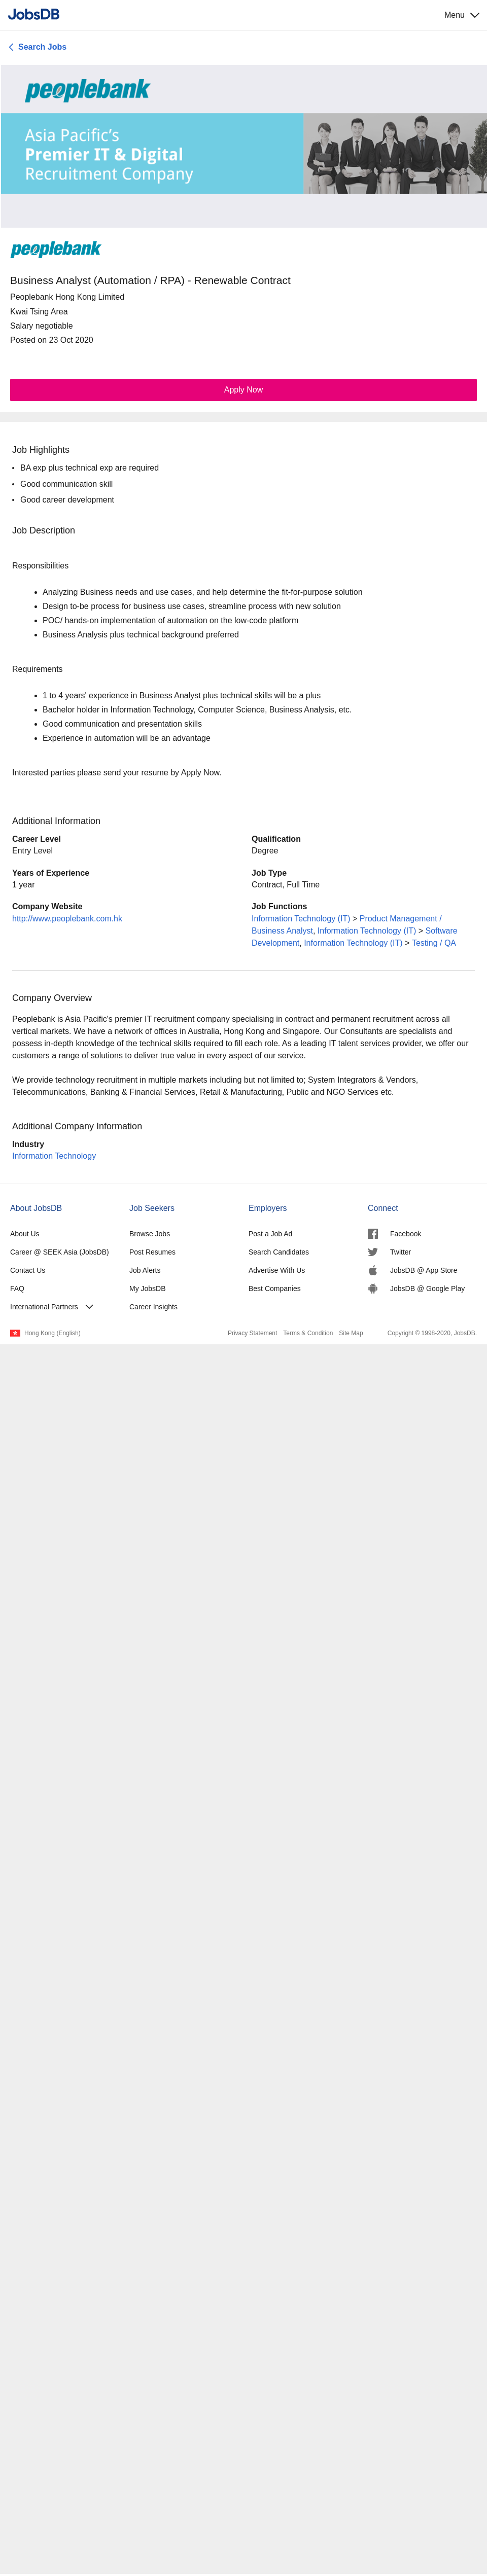 JobsDB
Menu
Search Jobs
peoplebank
Asia Pacific's
Premier IT & Digital
Recruitment Company
peoplebank
Business Analyst (Automation / RPA) - Renewable Contract
Peoplebank Hong Kong Limited
Kwai Tsing Area
Salary negotiable
Posted on 23 Oct 2020
Apply Now
Job Highlights
• BA exp plus technical exp are required
• Good communication skill
• Good career development
Job Description
Responsibilities
• Analyzing Business needs and use cases, and help determine the fit-for-purpose solution
• Design to-be process for business use cases, streamline process with new solution
• POC/ hands-on implementation of automation on the low-code platform
• Business Analysis plus technical background preferred
Requirements
• 1 to 4 years' experience in Business Analyst plus technical skills will be a plus
• Bachelor holder in Information Technology, Computer Science, Business Analysis, etc.
• Good communication and presentation skills
• Experience in automation will be an advantage
Interested parties please send your resume by Apply Now.
Additional Information
Career Level
Entry Level
Qualification
Degree
Years of Experience
1 year
Job Type
Contract, Full Time
Company Website
http://www.peoplebank.com.hk
Job Functions
Information Technology (IT) > Product Management /
Business Analyst, Information Technology (IT) > Software
Development, Information Technology (IT) > Testing / QA
Company Overview
Peoplebank is Asia Pacific's premier IT recruitment company specialising in contract and permanent recruitment across all
vertical markets. We have a network of offices in Australia, Hong Kong and Singapore. Our Consultants are specialists and
possess in-depth knowledge of the technical skills required to fill each role. As a leading IT talent services provider, we offer our
customers a range of solutions to deliver true value in every aspect of our service.
We provide technology recruitment in multiple markets including but not limited to; System Integrators & Vendors,
Telecommunications, Banking & Financial Services, Retail & Manufacturing, Public and NGO Services etc.
Additional Company Information
Industry
Information Technology
About JobsDB
About Us
Career @ SEEK Asia (JobsDB)
Contact Us
FAQ
International Partners
Job Seekers
Browse Jobs
Post Resumes
Job Alerts
My JobsDB
Career Insights
Employers
Post a Job Ad
Search Candidates
Advertise With Us
Best Companies
Connect
Facebook
Twitter
JobsDB @ App Store
JobsDB @ Google Play
Hong Kong (English)
Privacy Statement Terms & Condition Site Map
Copyright © 1998-2020, JobsDB.